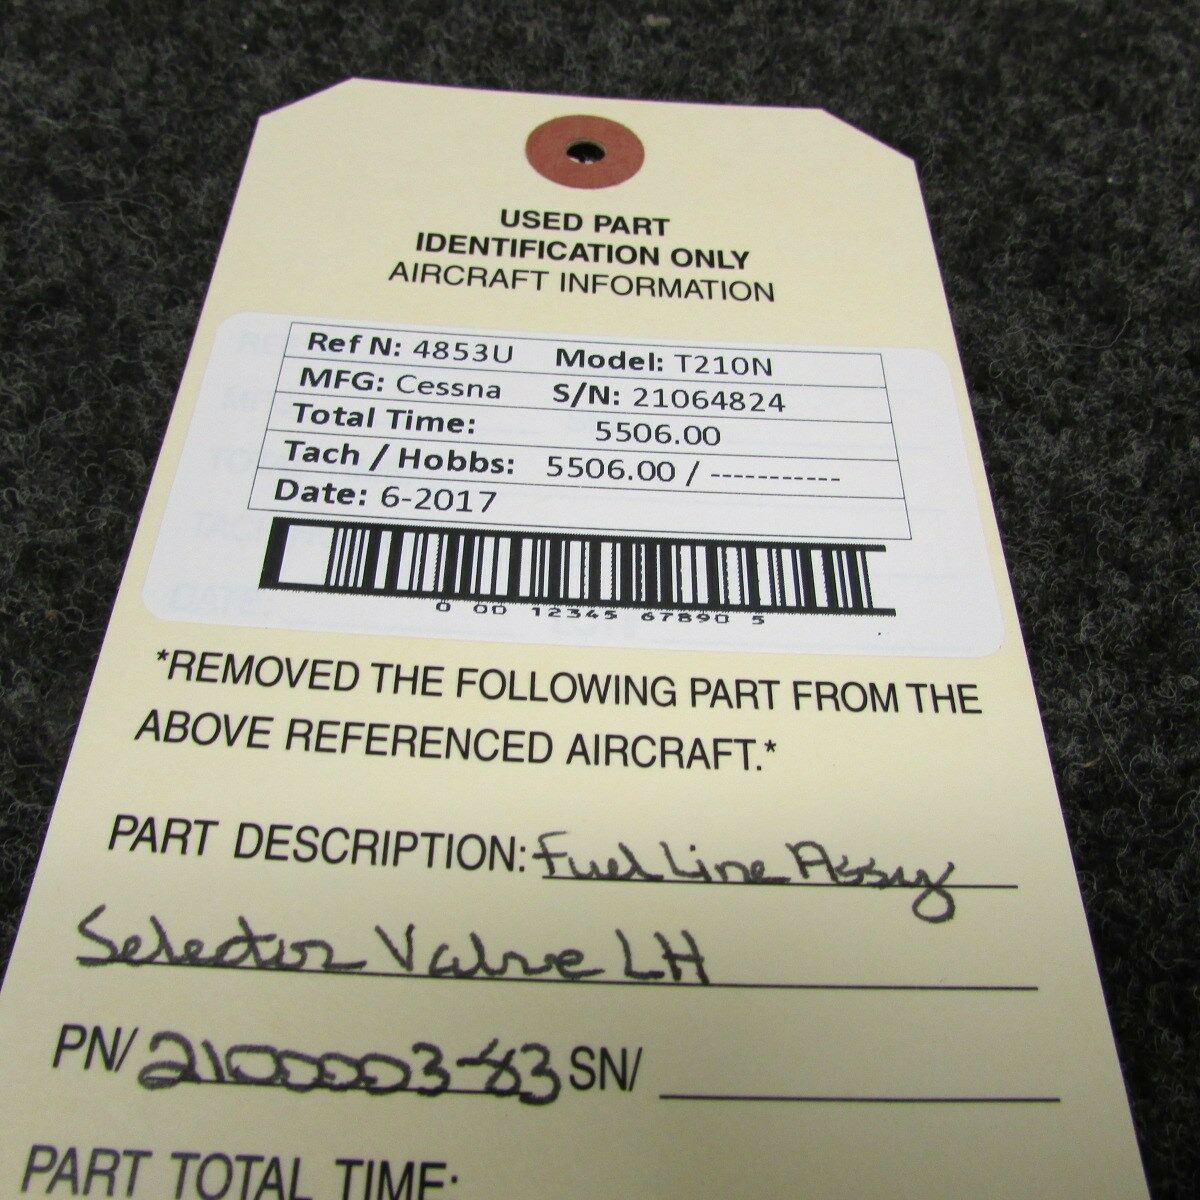 USED PART
IDENTIFICATION ONLY
AIRCRAFT INFORMATION
Ref N: 4853U Model: T210N
MFG: Cessna S/N: 21064824
Total Time: 5506.00
Tach / Hobbs: 5506.00 / -----------
Date: 6-2017
0 00 12345 67890 5
*REMOVED THE FOLLOWING PART FROM THE
ABOVE REFERENCED AIRCRAFT.*
PART DESCRIPTION: Fuel Line Assy
Selector Valve LH
PN/ 2100003-83 SN/
PART TOTAL TIME: